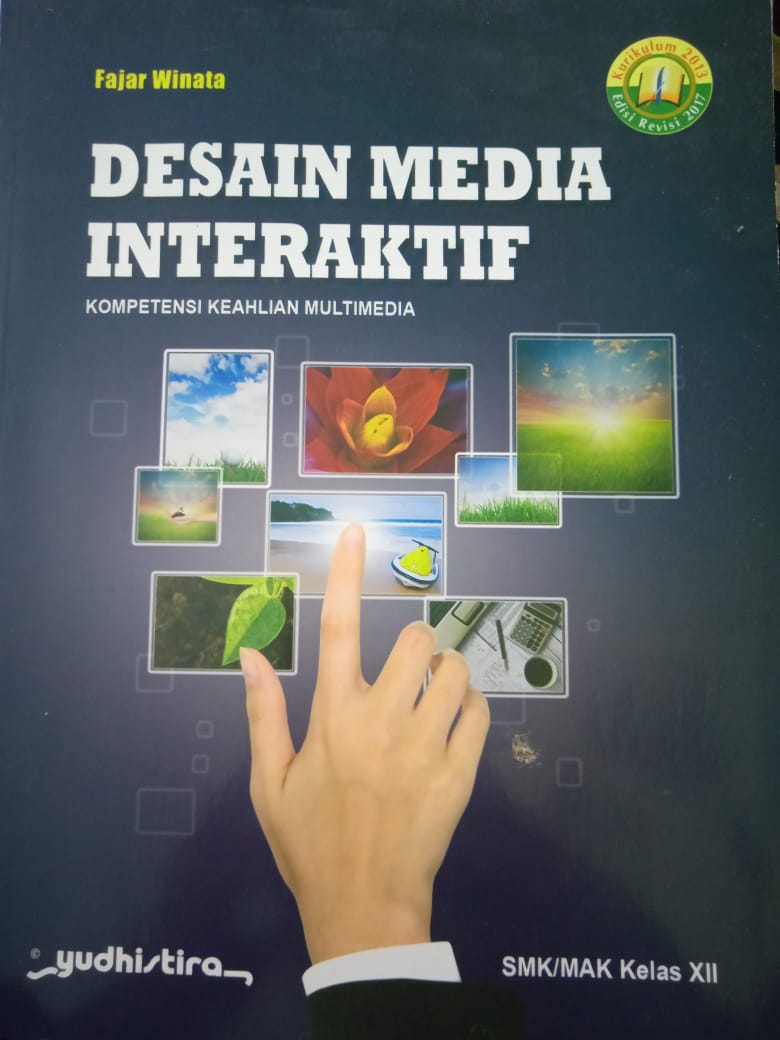 Fajar Winata
Kurikulum 2013
Edisi Revisi 2017
DESAIN MEDIA
INTERAKTIF
KOMPETENSI KEAHLIAN MULTIMEDIA
© yudhistira
SMK/MAK Kelas XII